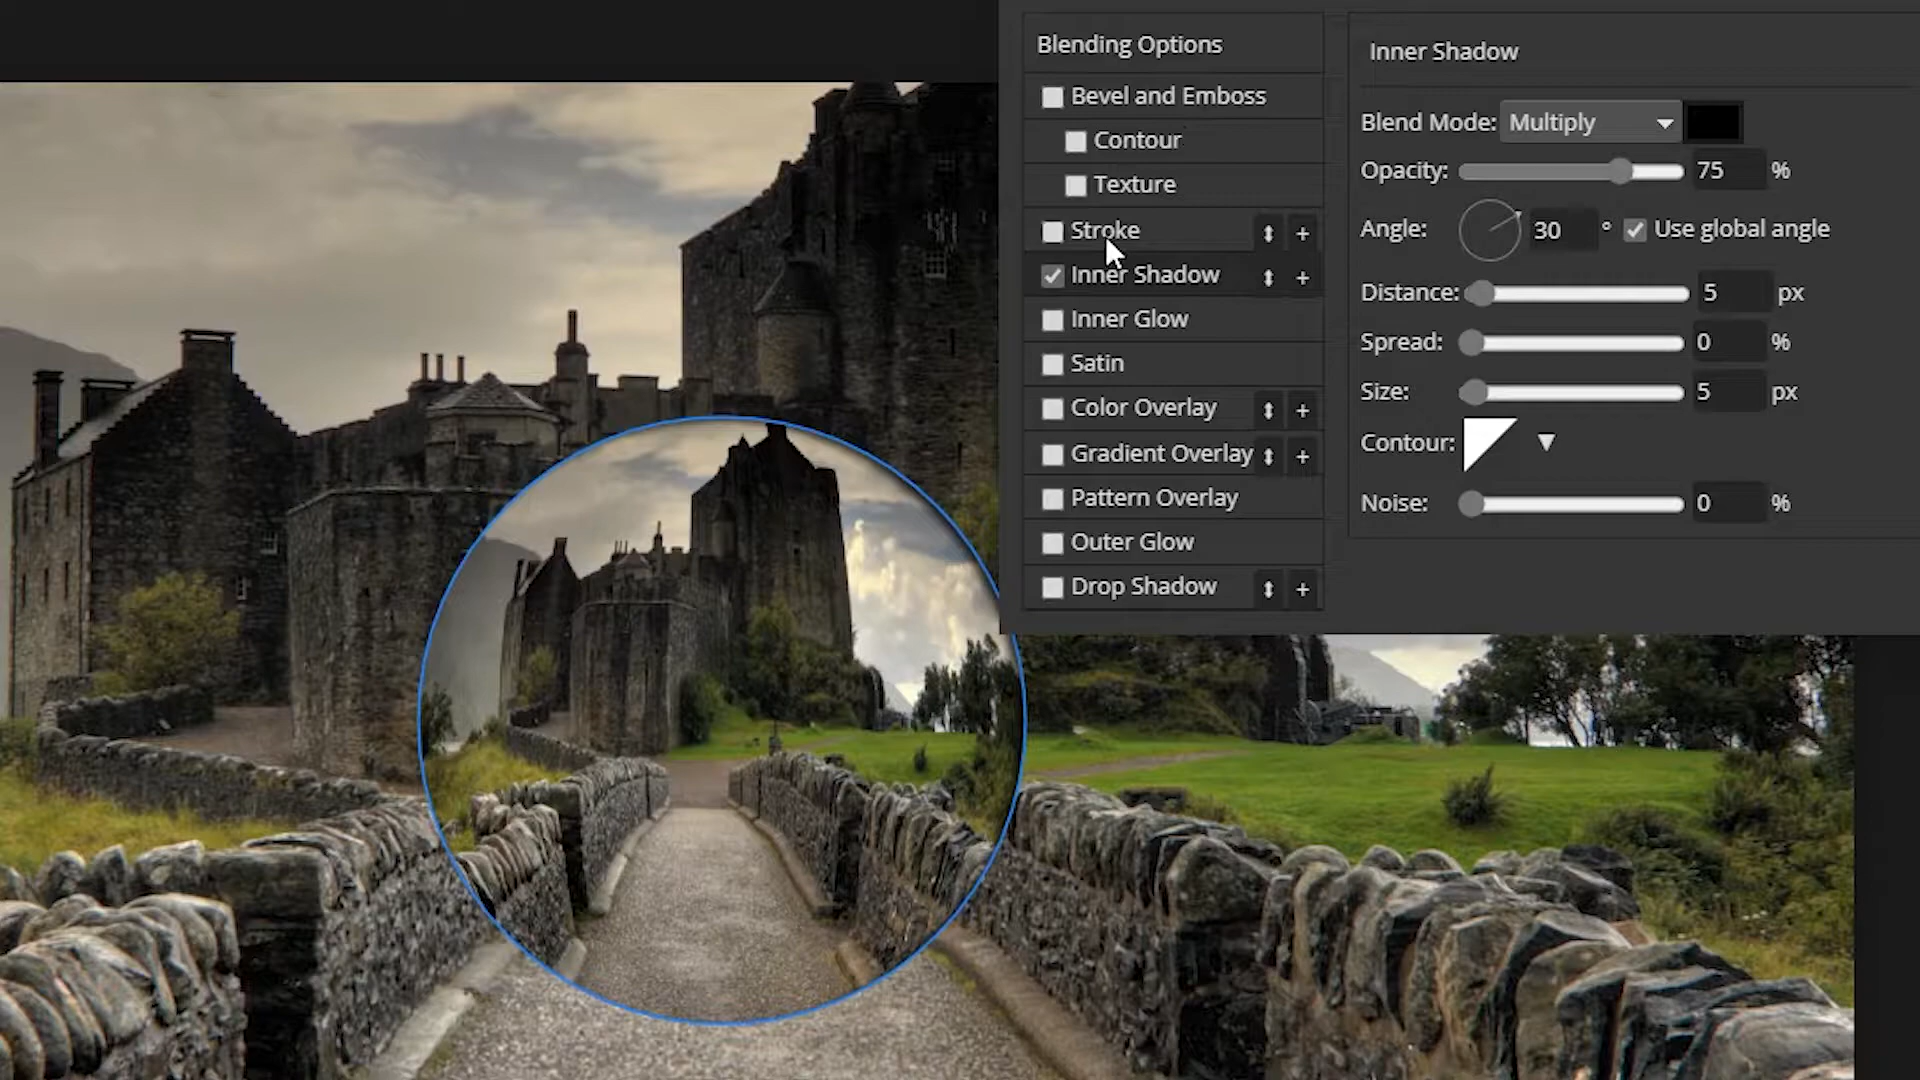 Blending Options
Bevel and Emboss
Contour
Texture
Stroke
+
Inner Shadow
+
Inner Glow
Satin
Color Overlay
+
Gradient Overlay
+
Pattern Overlay
Outer Glow
Drop Shadow
+
Inner Shadow
Blend Mode: Multiply
Opacity: 75 %
Angle: 30 ° Use global angle
Distance: 5 px
Spread: 0 %
Size: 5 px
Contour:
Noise: 0 %